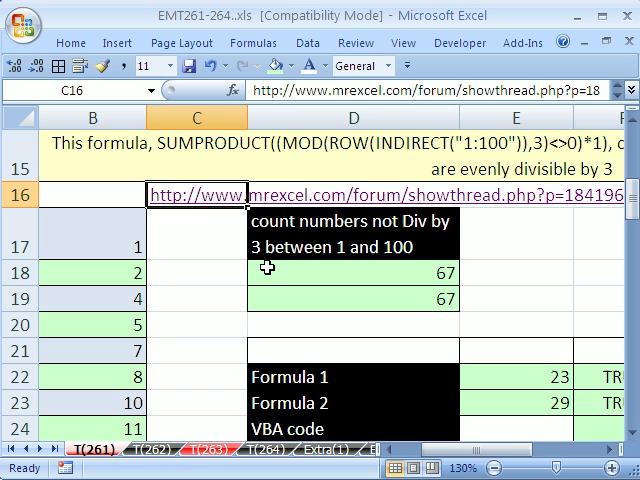 EMT261-264..xls [Compatibility Mode] - Microsoft Excel
Home Insert Page Layout Formulas Data Review View Developer Add-Ins
11 General
C16 fx http://www.mrexcel.com/forum/showthread.php?p=18
B C D E F
This formula, SUMPRODUCT((MOD(ROW(INDIRECT("1:100")),3)<>0)*1), c
15 are evenly divisible by 3
16 http://www.mrexcel.com/forum/showthread.php?p=184196
count numbers not Div by
17 1 3 between 1 and 100
18 2 67
19 4 67
20 5
21 7
22 8 Formula 1 23 TRU
23 10 Formula 2 29 TRU
24 11 VBA code
T(261) T(262) T(263) T(264) Extra(1) E
Ready 130%